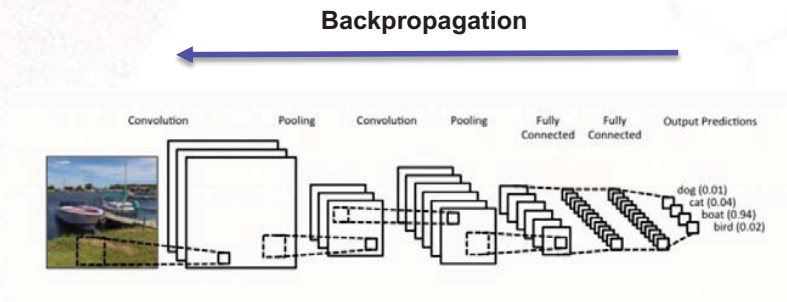 Backpropagation
Convolution Pooling Convolution Pooling Fully Connected Fully Connected Output Predictions
dog (0.01)
cat (0.04)
boat (0.94)
bird (0.02)